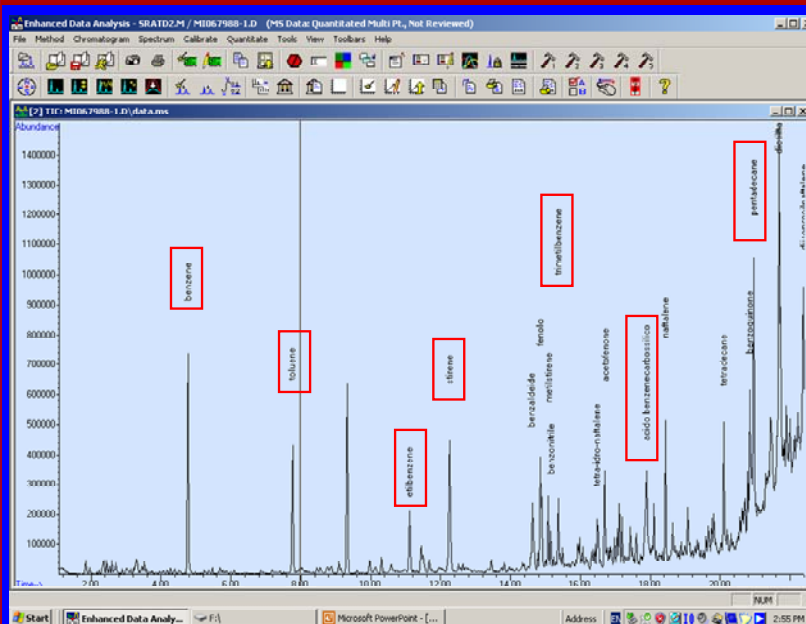 Enhanced Data Analysis - SRATD2.M / MI067988-1.D (MS Data: Quantitated Multi Pt., Not Reviewed)
File Method Chromatogram Spectrum Calibrate Quantitate Tools View Toolbars Help
[2] TIC: MI067988-1.D\data.ms
Abundance
1400000
1300000
1200000
1100000
1000000
900000
800000
700000
600000
500000
400000
300000
200000
100000
benzene
toluene
etilbenzene
stirene
benzaldeide
fenolo
benzonitrile
metilstirene
trimetilbenzene
tetra-idro-naftalene
acetofenone
acido benzenecarbossilico
naftalene
tetradecane
benzoquinone
pentadecane
Time--> 2.00 4.00 6.00 8.00 10.00 12.00 14.00 16.00 18.00 20.00
NUM
Start Enhanced Data Analy... F:\ Microsoft PowerPoint - [... Address 2:55 PM